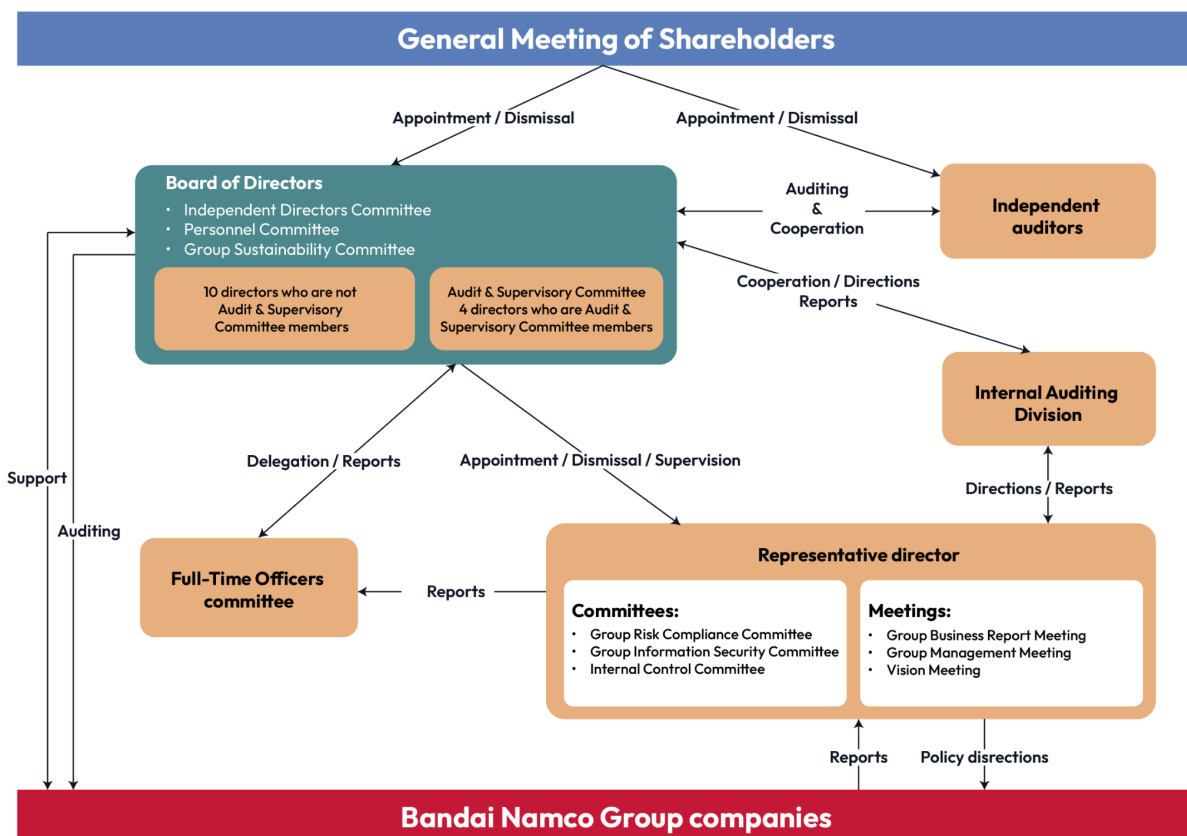 General Meeting of Shareholders
Appointment / Dismissal
Appointment / Dismissal
Board of Directors
• Independent Directors Committee
• Personnel Committee
• Group Sustainability Committee
10 directors who are not
Audit & Supervisory
Committee members
Audit & Supervisory Committee
4 directors who are Audit &
Supervisory Committee members
Auditing
&
Cooperation
Independent
auditors
Cooperation / Directions
Reports
Internal Auditing
Division
Delegation / Reports
Appointment / Dismissal / Supervision
Directions / Reports
Support
Auditing
Full-Time Officers
committee
Reports
Representative director
Committees:
• Group Risk Compliance Committee
• Group Information Security Committee
• Internal Control Committee
Meetings:
• Group Business Report Meeting
• Group Management Meeting
• Vision Meeting
Reports
Policy disrections
Bandai Namco Group companies